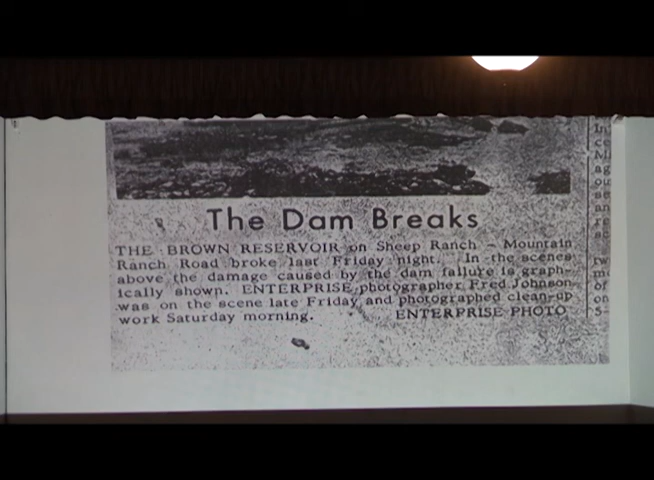 The Dam Breaks
THE BROWN RESERVOIR on Sheep Ranch - Mountain
Ranch Road broke last Friday night. In the scenes
above the damage caused by the dam failure is graph-
ically shown. ENTERPRISE photographer Fred Johnson
was on the scene late Friday and photographed clean-up
work Saturday morning. ENTERPRISE PHOTO